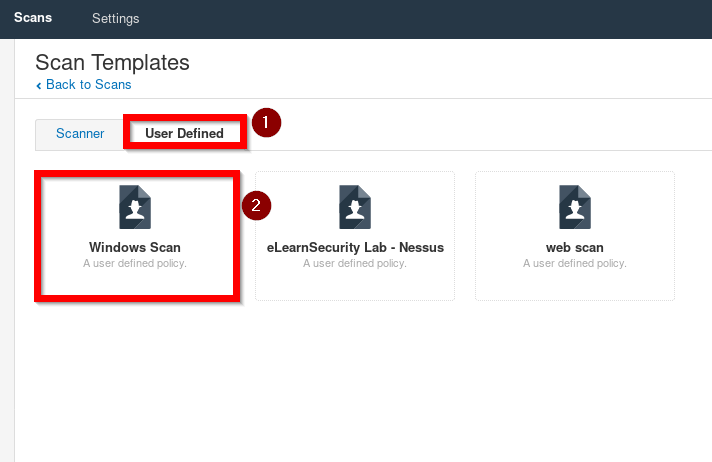 Scans Settings
Scan Templates
Back to Scans
Scanner User Defined 1
2
Windows Scan eLearnSecurity Lab - Nessus web scan
A user defined policy. A user defined policy. A user defined policy.